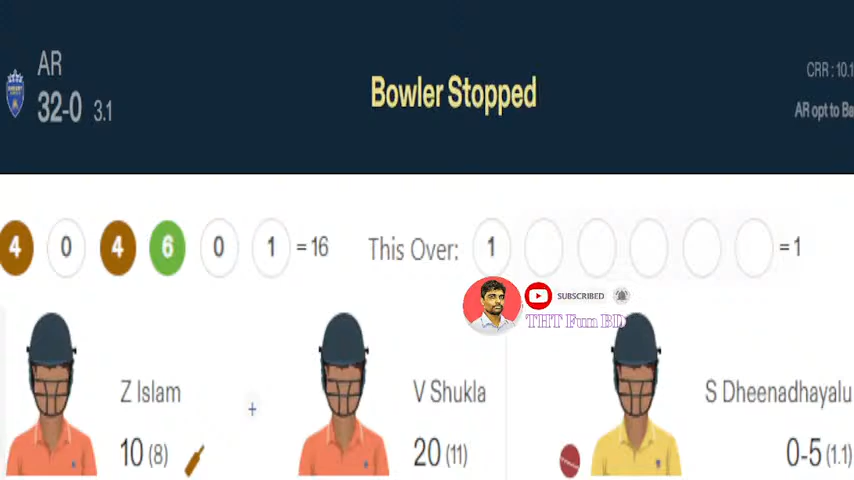 AR
32-0 3.1
Bowler Stopped
CRR : 10.1
AR opt to Ba
4 0 4 6 0 1 = 16 This Over: 1 = 1
SUBSCRIBED
THT Fun BD
Z Islam
10 (8)
+
V Shukla
20 (11)
S Dheenadhayalu
0-5 (1.1)